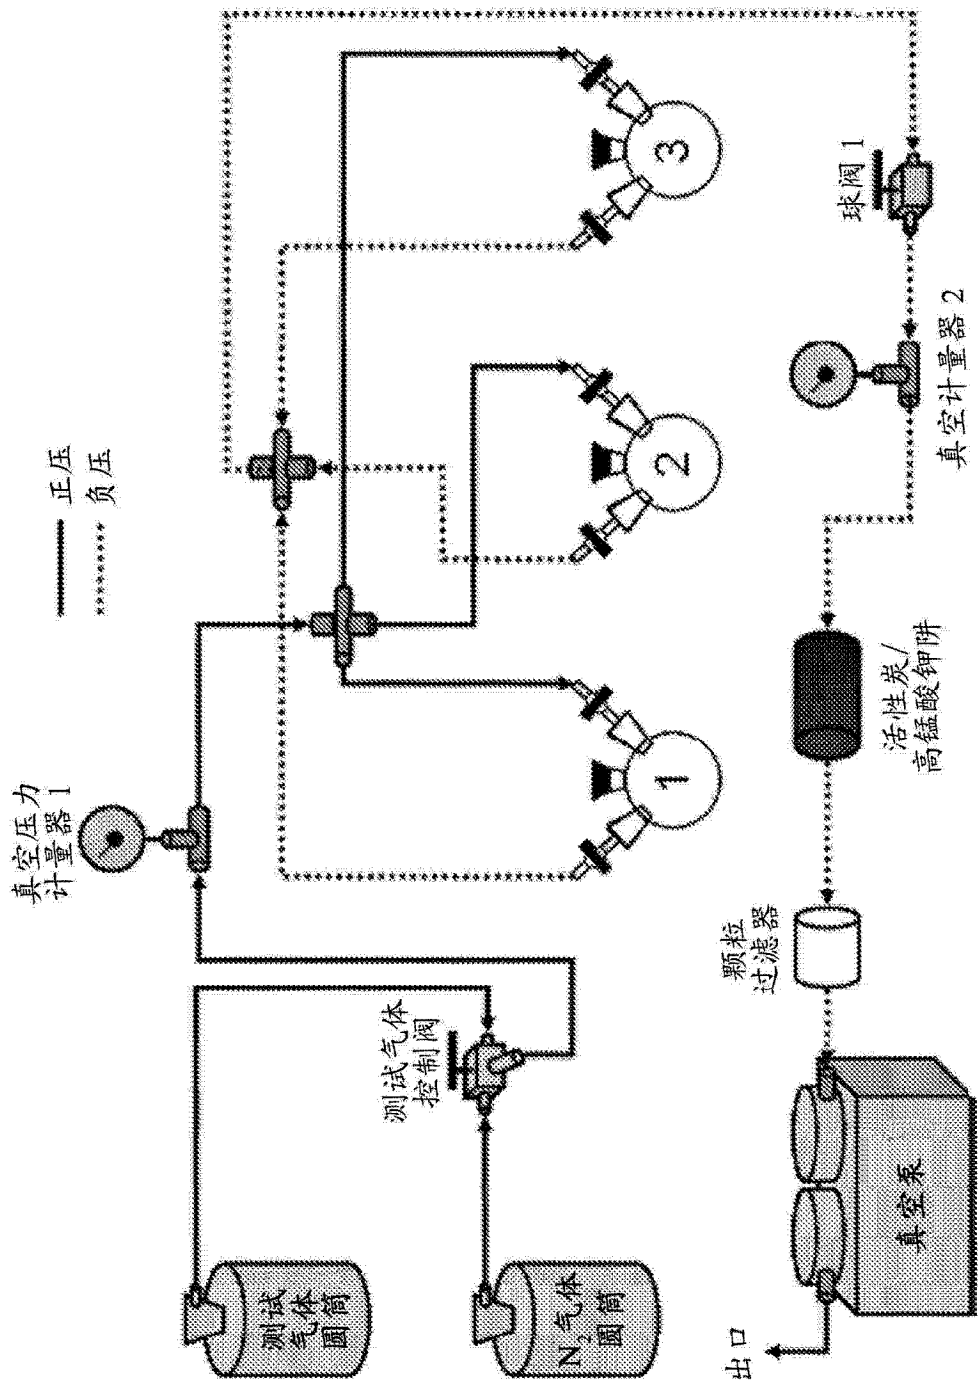 正压
负压
真空压力
计量器 1
测试
气体
圆筒
N₂气体
圆筒
测试气体
控制阀
1
2
3
球阀 1
真空计量器 2
活性炭/
高锰酸钾阱
颗粒
过滤器
真空泵
出口